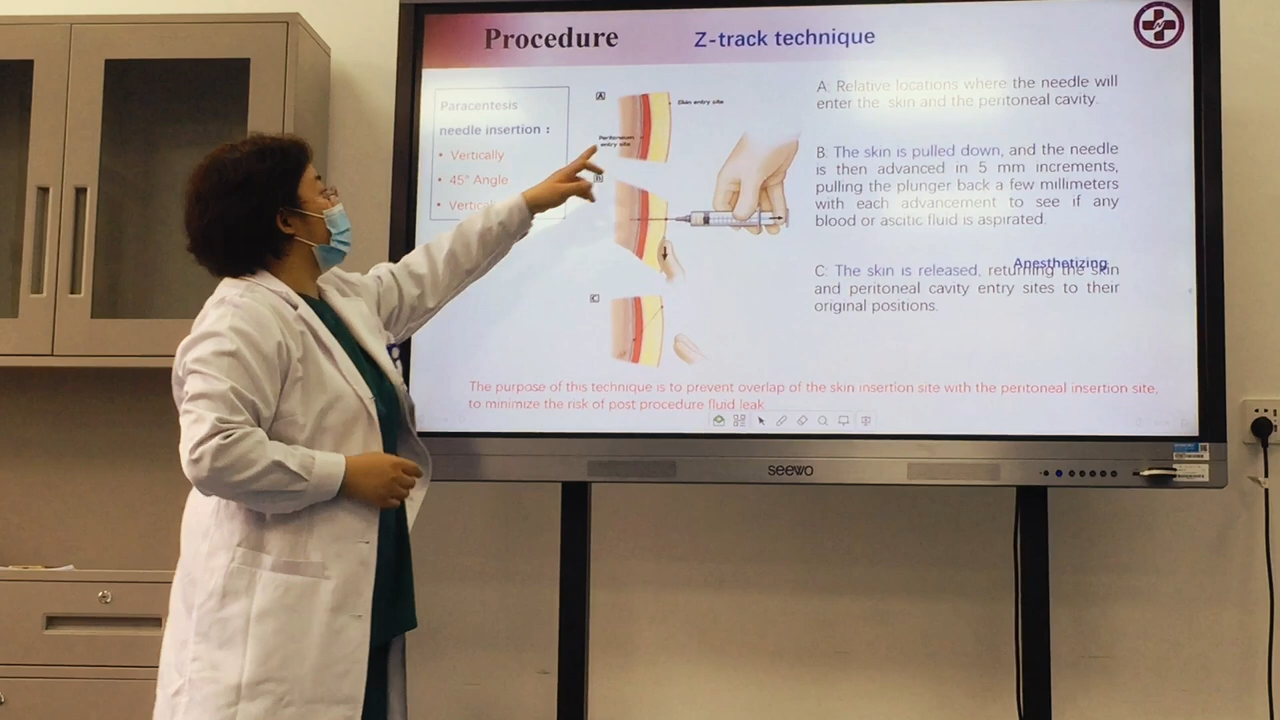 Procedure
Z-track technique
Paracentesis
needle insertion :
• Vertically
• 45° Angle
A
Skin entry site
Peritoneum
entry site
B
C
A: Relative locations where the needle will
enter the skin and the peritoneal cavity.
B: The skin is pulled down, and the needle
is then advanced in 5 mm increments,
pulling the plunger back a few millimeters
with each advancement to see if any
blood or ascitic fluid is aspirated.
Anesthetizing
C: The skin is released, returning the skin
and peritoneal cavity entry sites to their
original positions.
The purpose of this technique is to prevent overlap of the skin insertion site with the peritoneal insertion site,
to minimize the risk of post procedure fluid leak
seewo